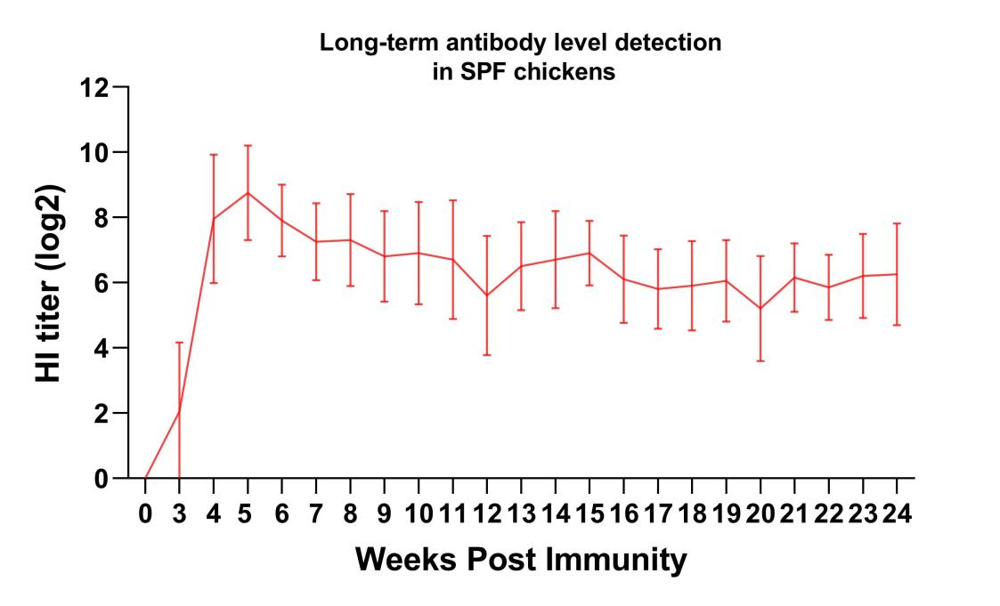 Long-term antibody level detection
in SPF chickens
12
10
8
6
4
2
0
HI titer (log2)
0 3 4 5 6 7 8 9 10 11 12 13 14 15 16 17 18 19 20 21 22 23 24
Weeks Post Immunity